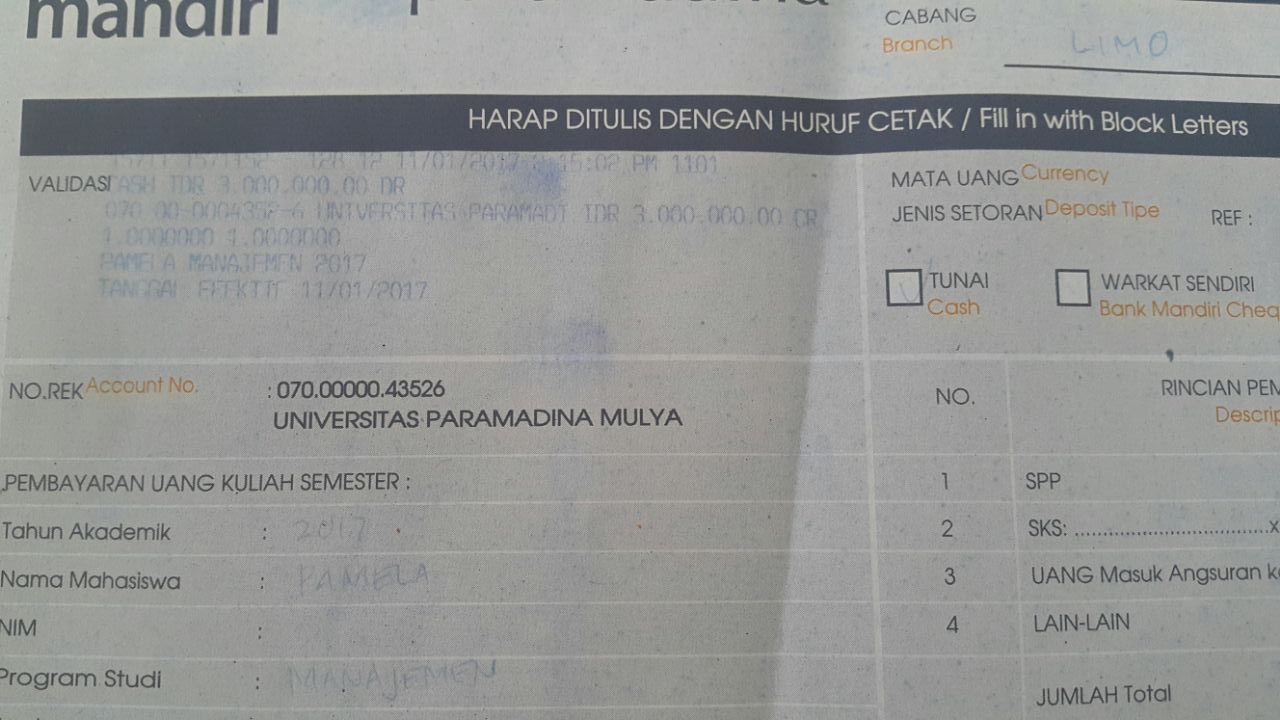 mandiri
CABANG
Branch
LIMO
HARAP DITULIS DENGAN HURUF CETAK / Fill in with Block Letters
VALIDASI
11/01/2017 15:02 PM 1101
CASH IDR 3.000.000.00 DR
070 00-0004352-6 UNIVERSITAS PARAMADI IDR 3.000.000.00 CR
1.0000000 1.0000000
PAMELA MANAJEMEN 2017
TANGGAL EFEKTIF 11/01/2017
MATA UANG Currency
JENIS SETORAN Deposit Tipe
REF :
TUNAI
Cash
WARKAT SENDIRI
Bank Mandiri Cheq
NO.REK Account No. : 070.00000.43526
UNIVERSITAS PARAMADINA MULYA
NO.
RINCIAN PEM
Descrip
PEMBAYARAN UANG KULIAH SEMESTER :
Tahun Akademik : 2017
Nama Mahasiswa : PAMELA
NIM :
Program Studi : MANAJEMEN
1 SPP
2 SKS: ..................................x
3 UANG Masuk Angsuran k
4 LAIN-LAIN
JUMLAH Total